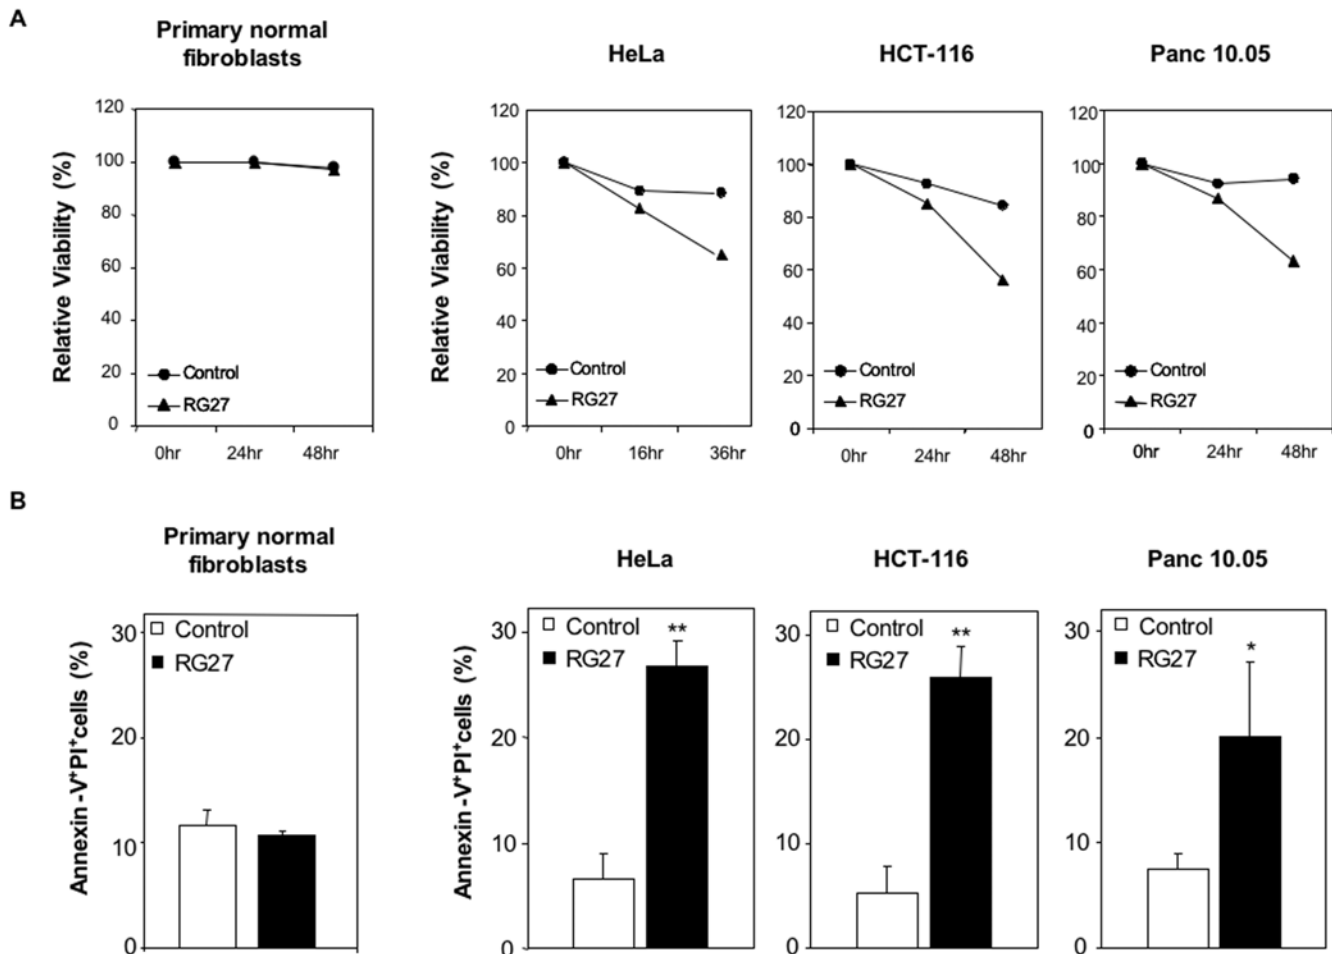 A
Primary normal
fibroblasts
HeLa
HCT-116
Panc 10.05
Relative Viability (%)
120
100
80
60
40
20
0
Control
RG27
0hr 24hr 48hr
Relative Viability (%)
120
100
80
60
40
20
0
Control
RG27
0hr 16hr 36hr
120
100
80
60
40
20
0
Control
RG27
0hr 24hr 48hr
120
100
80
60
40
20
0
Control
RG27
0hr 24hr 48hr
B
Primary normal
fibroblasts
HeLa
HCT-116
Panc 10.05
Annexin -V⁺PI⁺cells (%)
30
20
10
0
Control
RG27
Annexin -V⁺PI⁺cells (%)
30
20
10
0
Control
RG27
**
30
20
10
0
Control
RG27
**
30
20
10
0
Control
RG27
*